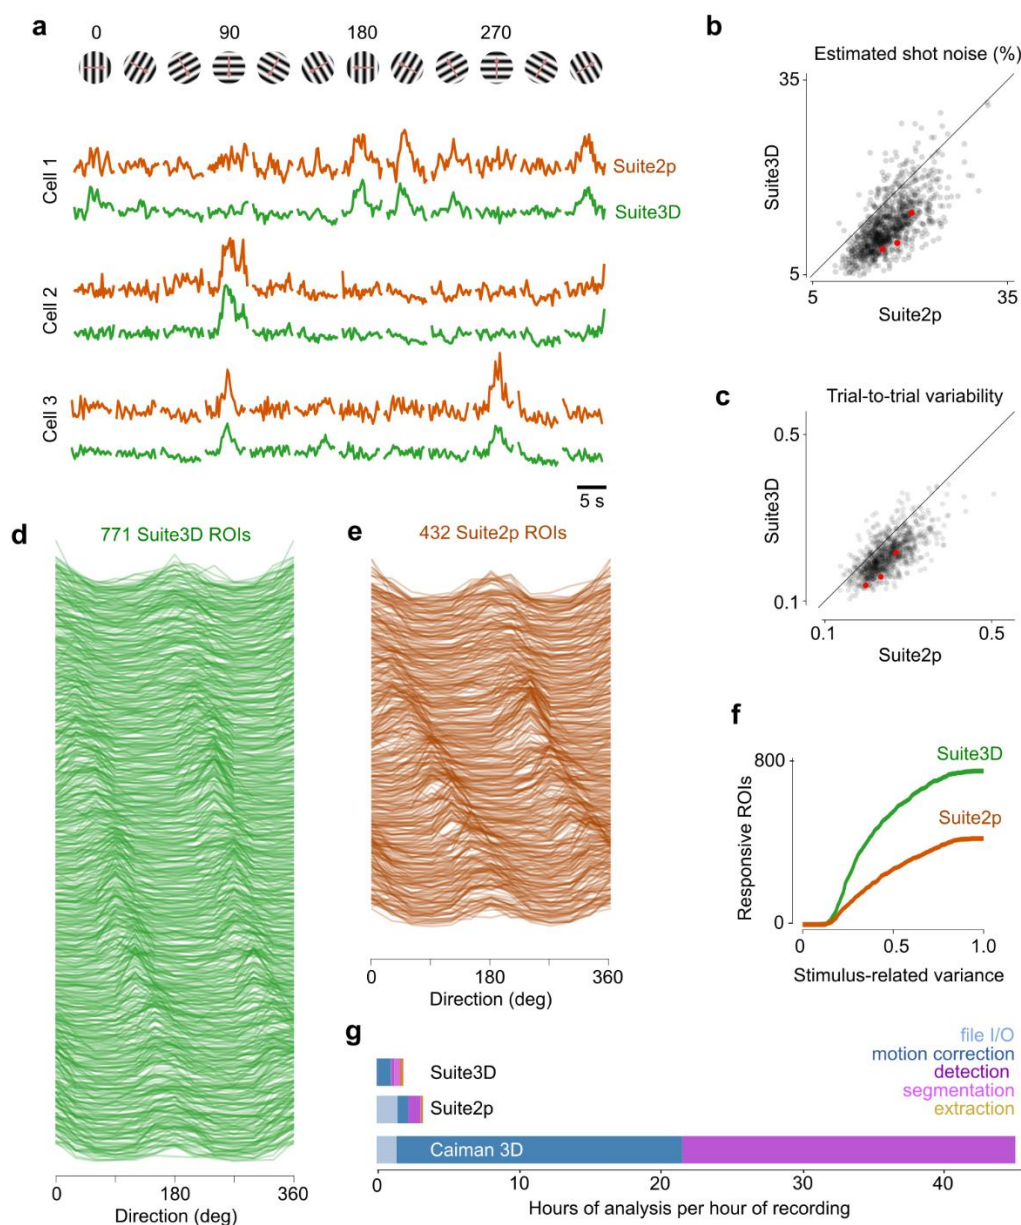 a
0 90 180 270
Cell 1
Suite2p
Suite3D
Cell 2
Cell 3
5 s
b
Estimated shot noise (%)
35
Suite3D
5
5 35
Suite2p
c
Trial-to-trial variability
0.5
Suite3D
0.1
0.1 0.5
Suite2p
d
771 Suite3D ROIs
0 180 360
Direction (deg)
e
432 Suite2p ROIs
0 180 360
Direction (deg)
f
Suite3D
800
Suite2p
Responsive ROIs
0
0 0.5 1.0
Stimulus-related variance
g
file I/O
motion correction
detection
segmentation
extraction
Suite3D
Suite2p
Caiman 3D
0 10 20 30 40
Hours of analysis per hour of recording